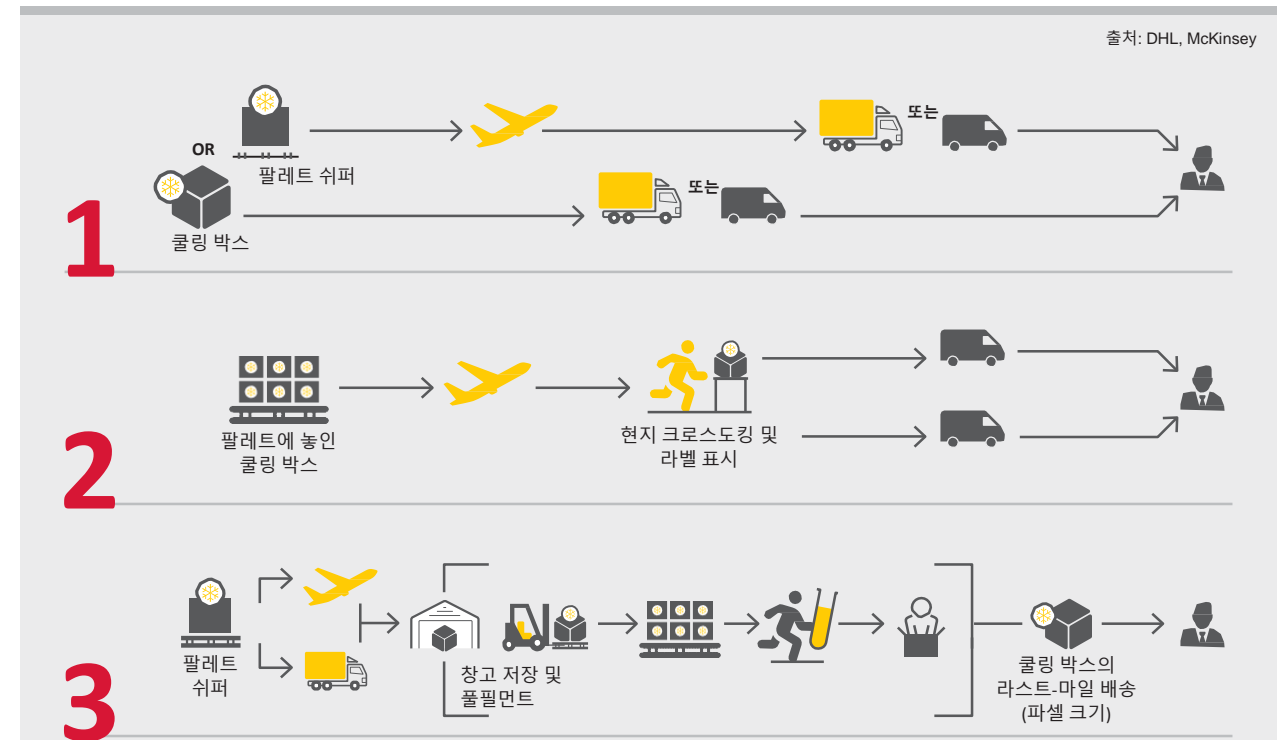 출처: DHL, McKinsey
또는
OR
팔레트 쉬퍼
또는
쿨링 박스
1
팔레트에 놓인
쿨링 박스
현지 크로스도킹 및
라벨 표시
2
팔레트
쉬퍼
창고 저장 및
풀필먼트
쿨링 박스의
라스트-마일 배송
(파셀 크기)
3